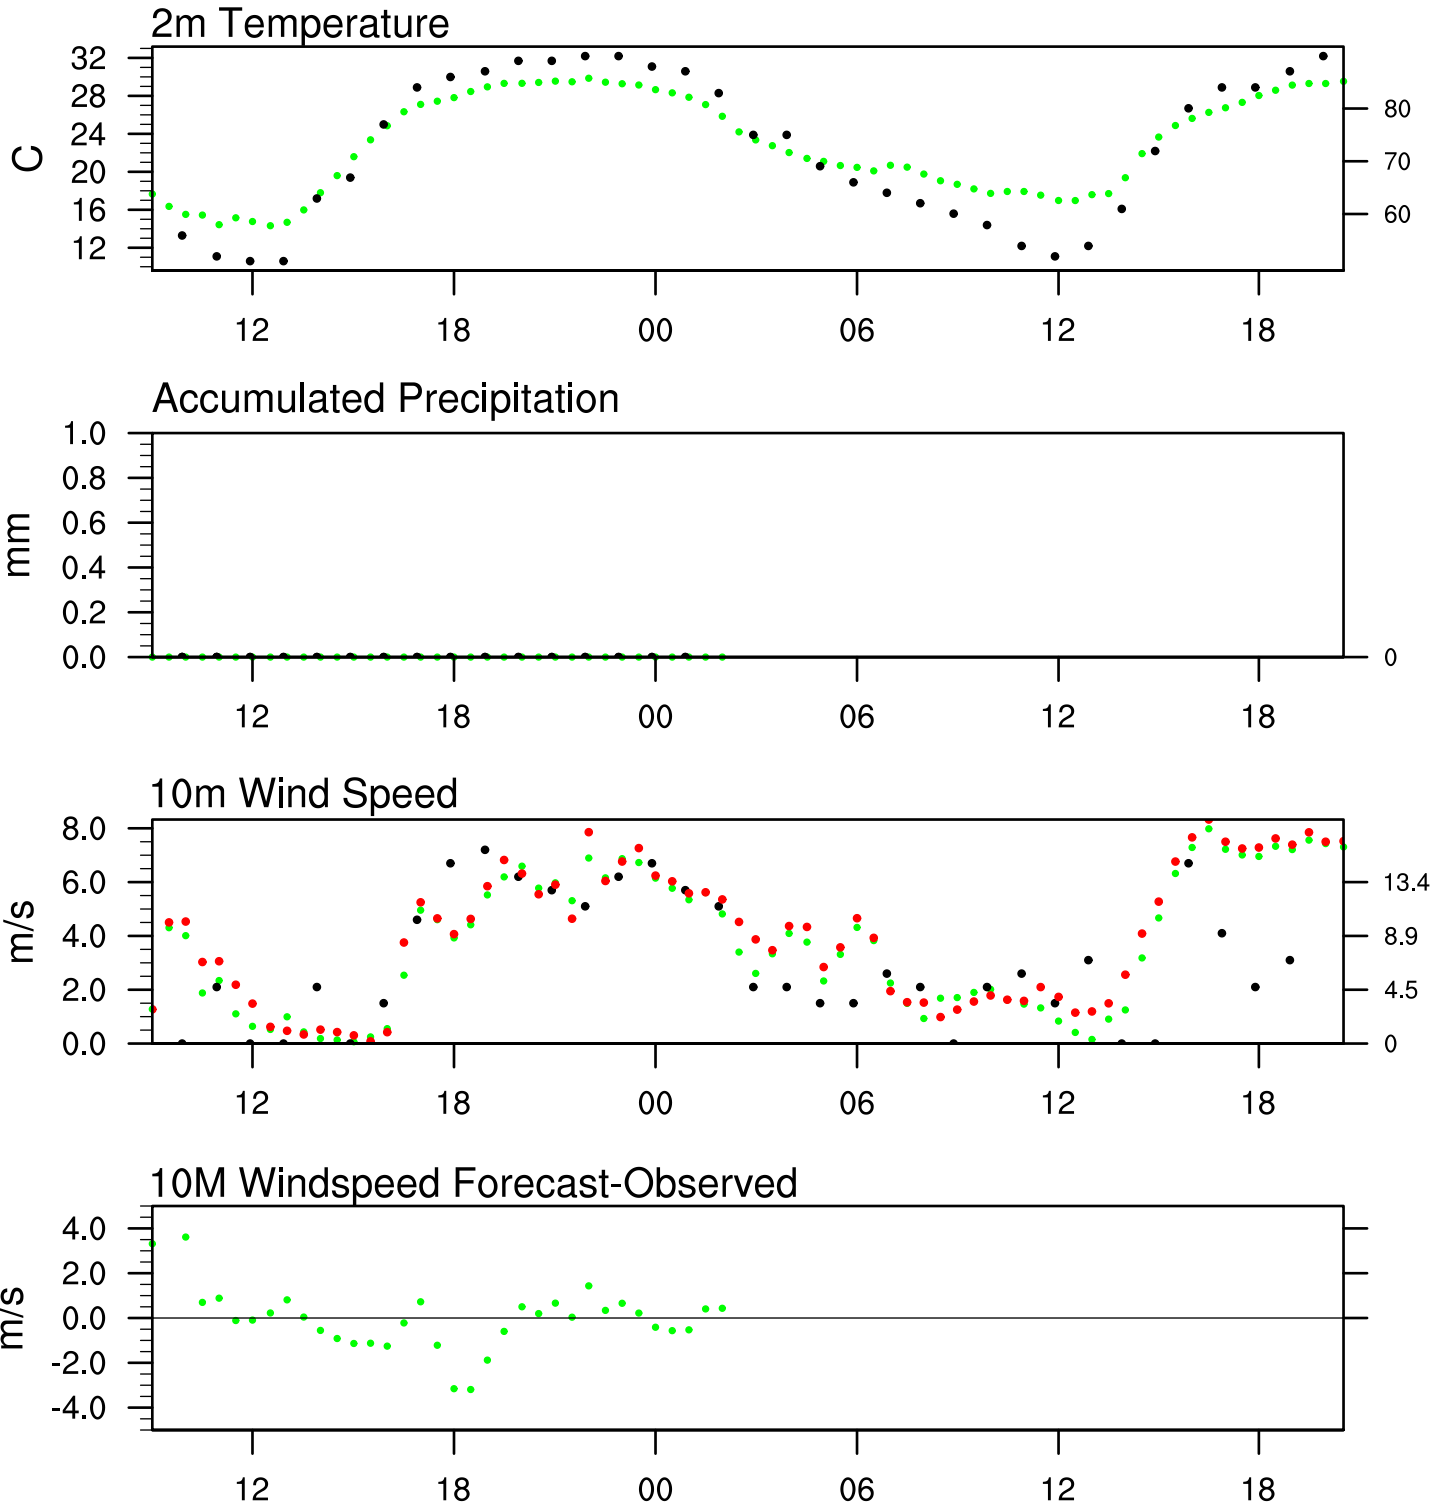 2m Temperature
32
28
24
20
16
12
C
80
70
60
12 18 00 06 12 18
Accumulated Precipitation
1.0
0.8
0.6
0.4
0.2
0.0
mm
0
12 18 00 06 12 18
10m Wind Speed
8.0
6.0
4.0
2.0
0.0
m/s
13.4
8.9
4.5
0
12 18 00 06 12 18
10M Windspeed Forecast-Observed
4.0
2.0
0.0
-2.0
-4.0
m/s
12 18 00 06 12 18